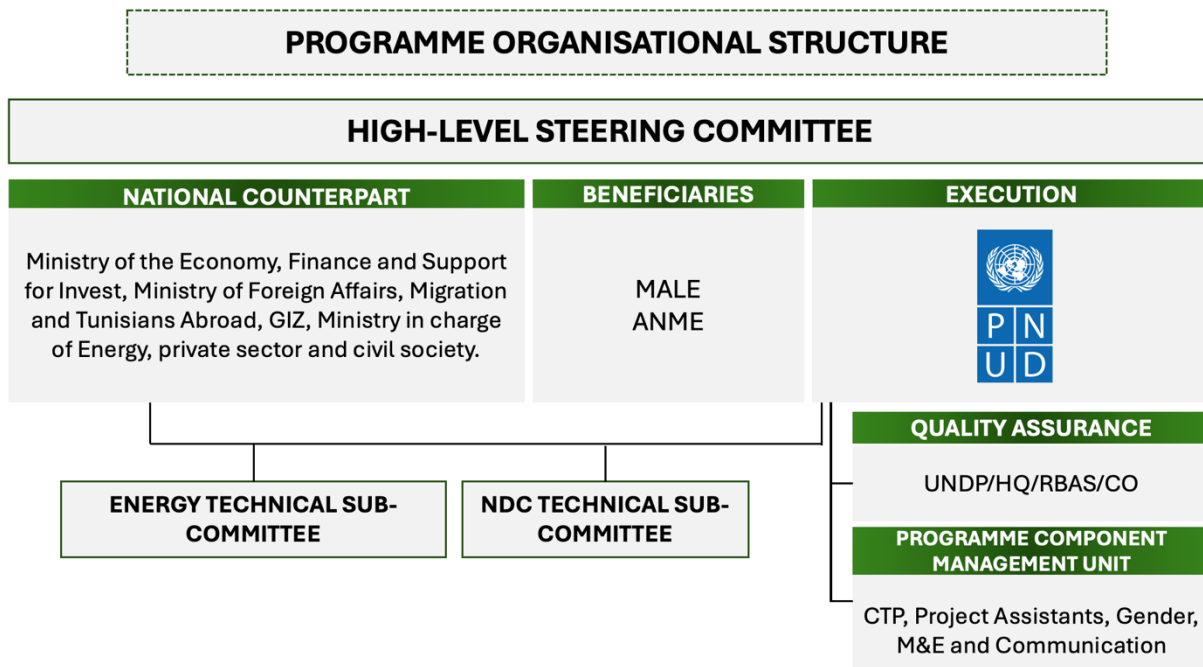 PROGRAMME ORGANISATIONAL STRUCTURE
HIGH-LEVEL STEERING COMMITTEE
NATIONAL COUNTERPART
Ministry of the Economy, Finance and Support
for Invest, Ministry of Foreign Affairs, Migration
and Tunisians Abroad, GIZ, Ministry in charge
of Energy, private sector and civil society.
BENEFICIARIES
MALE
ANME
EXECUTION
P N
U D
QUALITY ASSURANCE
UNDP/HQ/RBAS/CO
ENERGY TECHNICAL SUB-
COMMITTEE
NDC TECHNICAL SUB-
COMMITTEE
PROGRAMME COMPONENT
MANAGEMENT UNIT
CTP, Project Assistants, Gender,
M&E and Communication